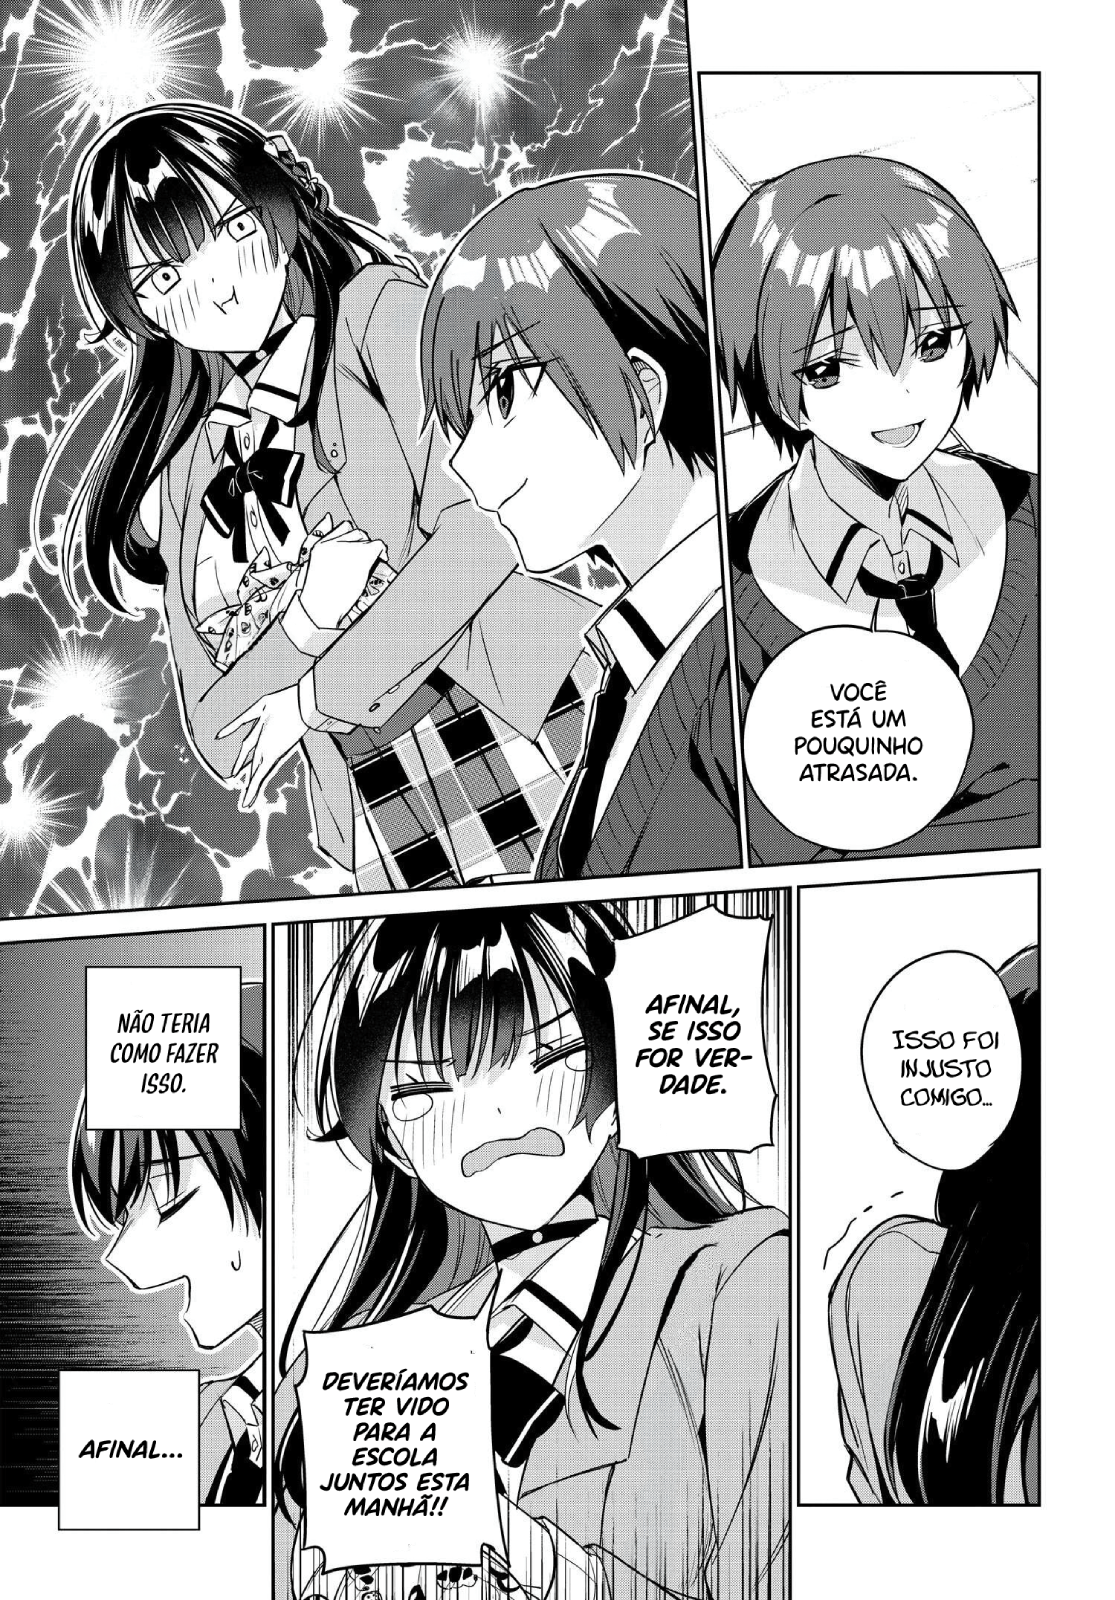 VOCÊ
ESTÁ UM
POUQUINHO
ATRASADA.
ISSO FOI
INJUSTO
COMIGO...
AFINAL,
SE ISSO
FOR VER-
DADE.
DEVERÍAMOS
TER VIDO
PARA A
ESCOLA
JUNTOS ESTA
MANHÃ!!
NÃO TERIA
COMO FAZER
ISSO.
AFINAL...